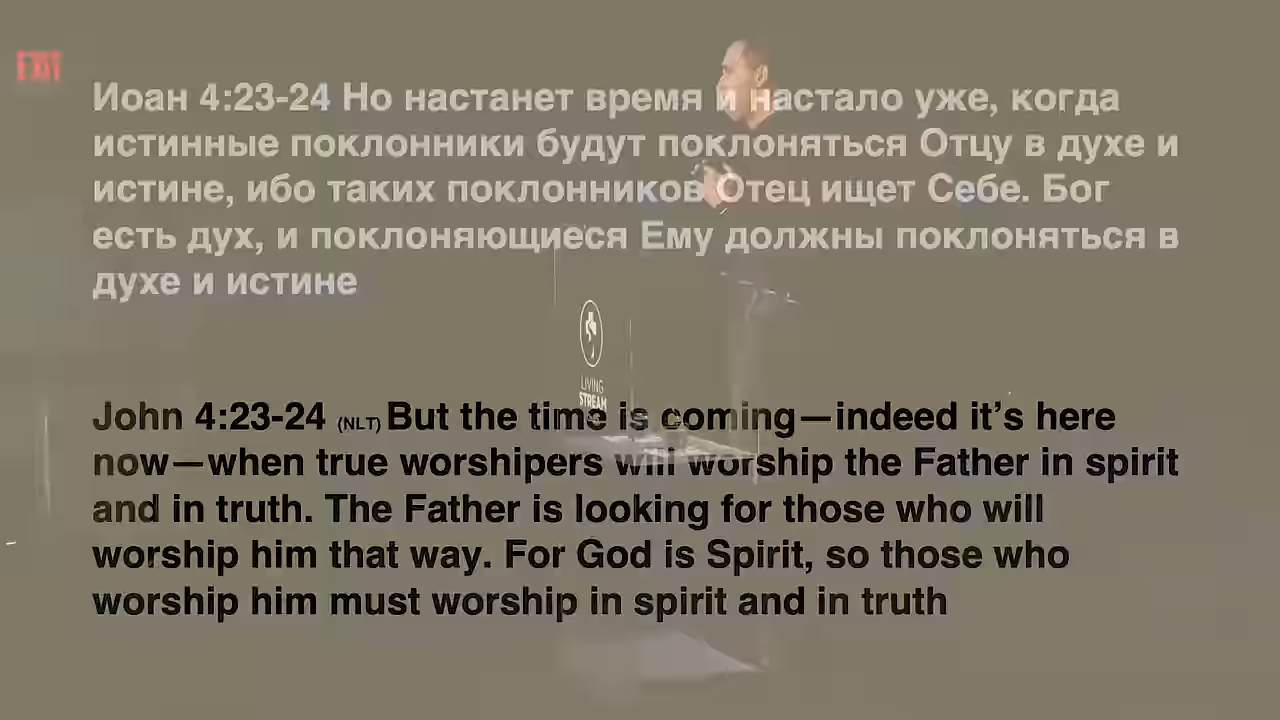 EXIT
Иоан 4:23-24 Но настанет время и настало уже, когда
истинные поклонники будут поклоняться Отцу в духе и
истине, ибо таких поклонников Отец ищет Себе. Бог
есть дух, и поклоняющиеся Ему должны поклоняться в
духе и истине
LIVING
STREAM
John 4:23-24 (NLT) But the time is coming—indeed it’s here
now—when true worshipers will worship the Father in spirit
and in truth. The Father is looking for those who will
worship him that way. For God is Spirit, so those who
worship him must worship in spirit and in truth